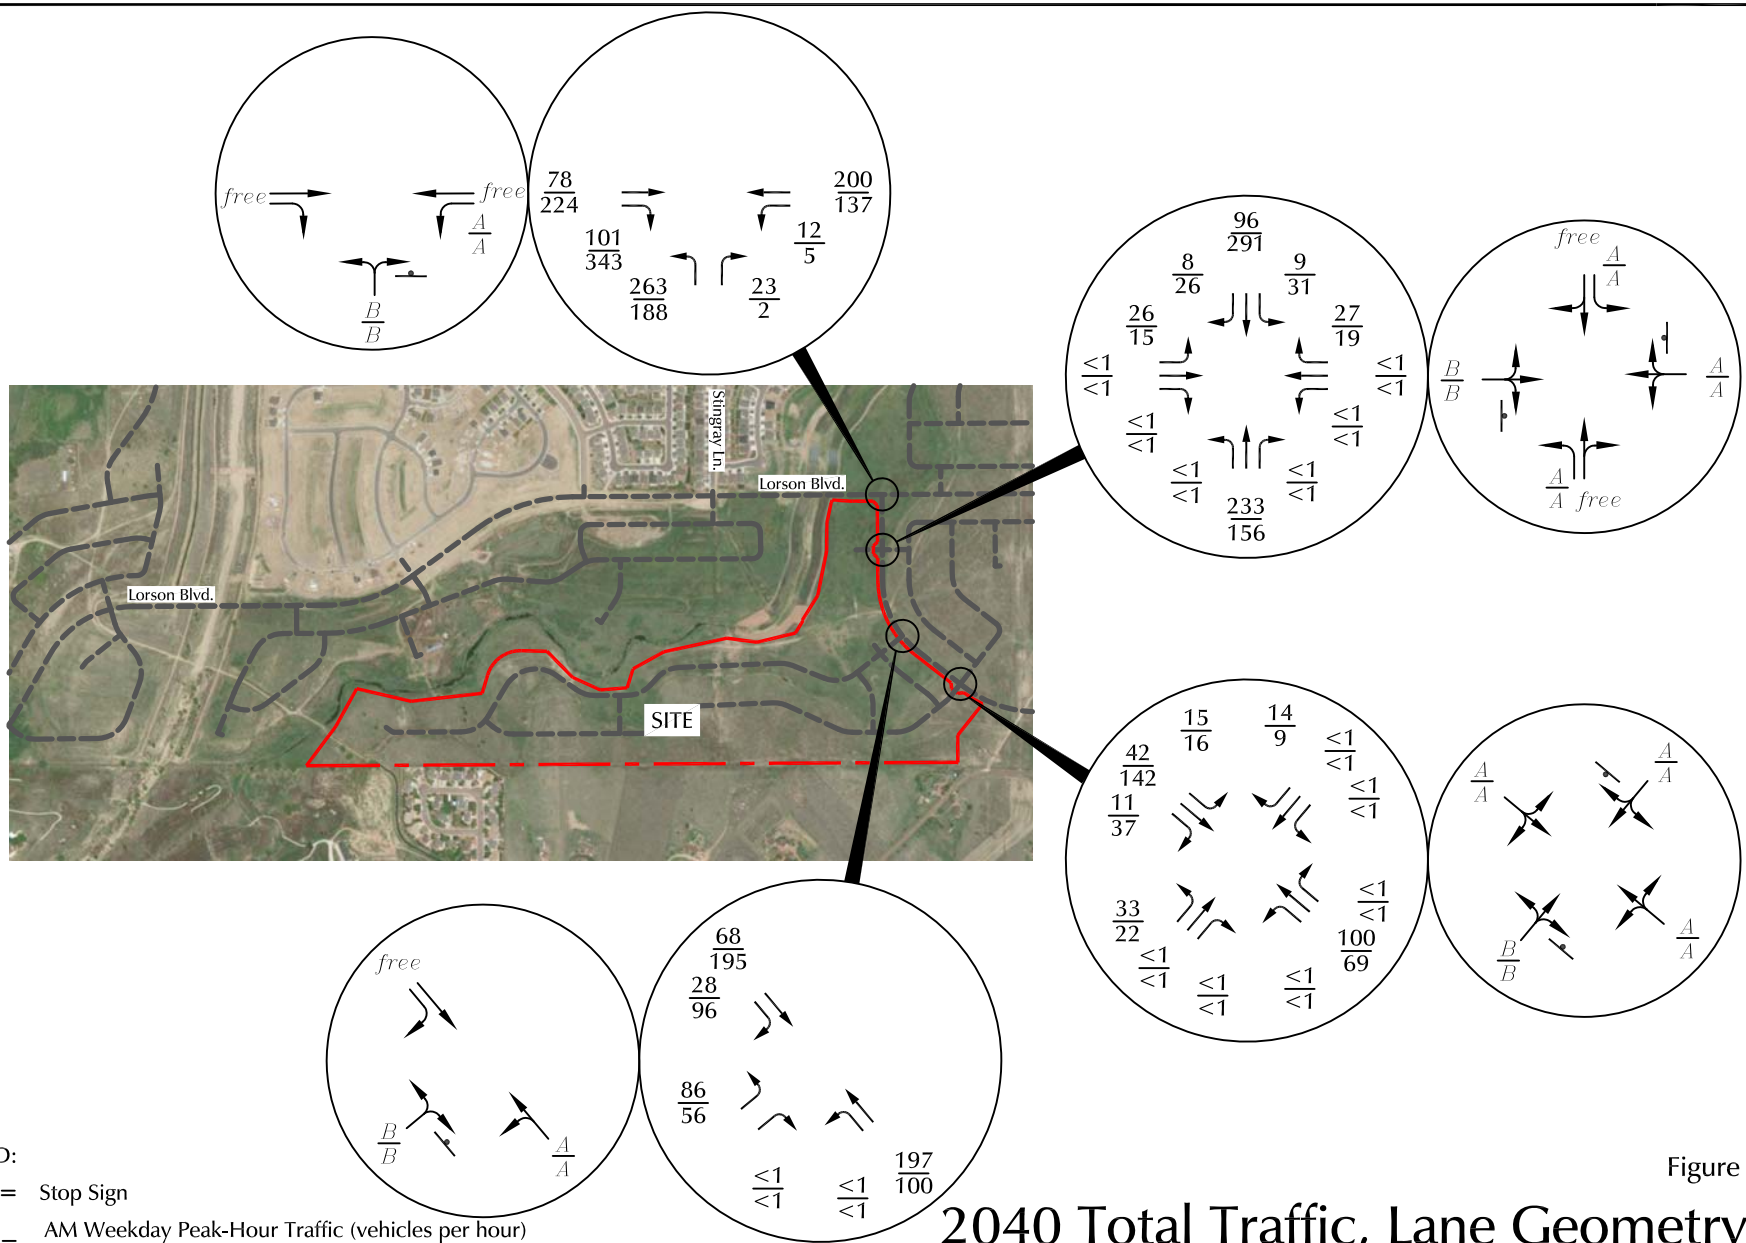 free
free
A
A
B
B
78
224
101
343
263
188
200
137
12
5
23
2
96
291
8
26
9
31
26
15
27
19
<1
<1
<1
<1
<1
<1
<1
<1
<1
<1
<1
<1
233
156
free
A
A
B
B
A
A
A
A
free
Stingray Ln.
Lorson Blvd.
Lorson Blvd.
SITE
15
16
14
9
42
142
11
37
<1
<1
<1
<1
33
22
<1
<1
<1
<1
100
69
<1
<1
<1
<1
A
A
A
A
B
B
A
A
free
B
B
A
A
68
195
28
96
86
56
<1
<1
<1
<1
197
100
D:
= Stop Sign
= AM Weekday Peak-Hour Traffic (vehicles per hour)
Figure
2040 Total Traffic, Lane Geometry